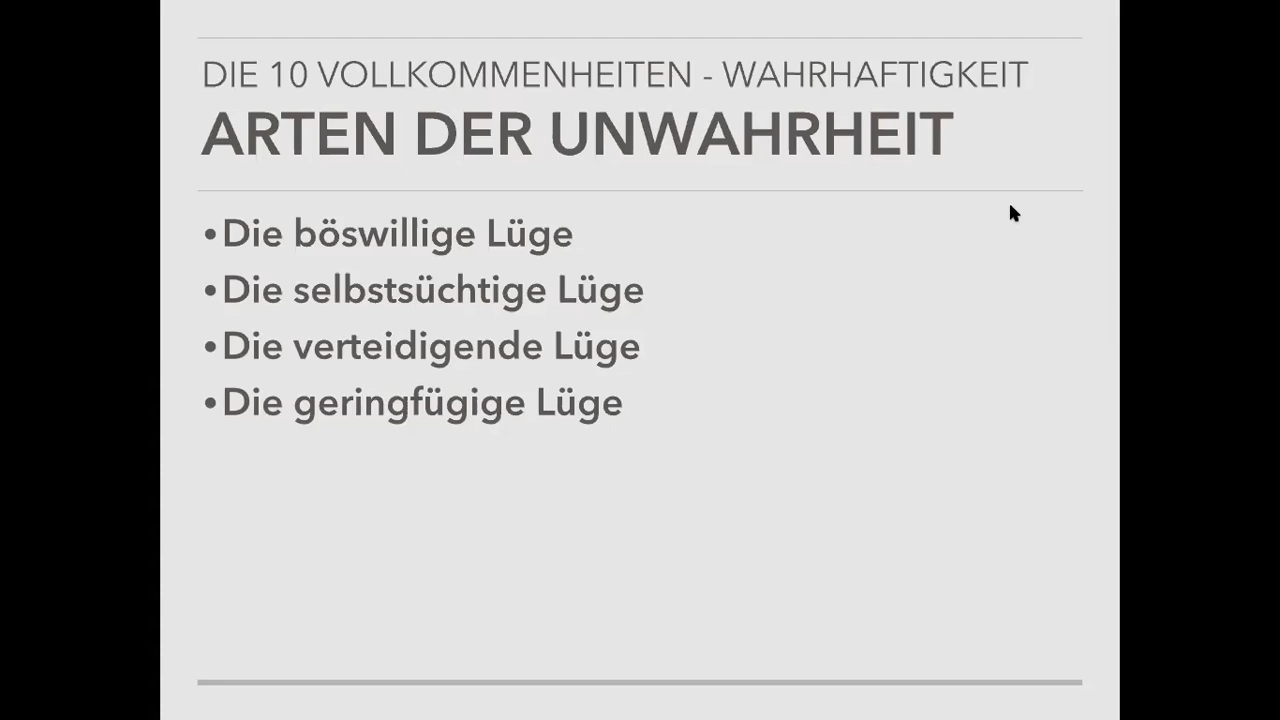 DIE 10 VOLLKOMMENHEITEN - WAHRHAFTIGKEIT
ARTEN DER UNWAHRHEIT
•Die böswillige Lüge
•Die selbstsüchtige Lüge
•Die verteidigende Lüge
•Die geringfügige Lüge